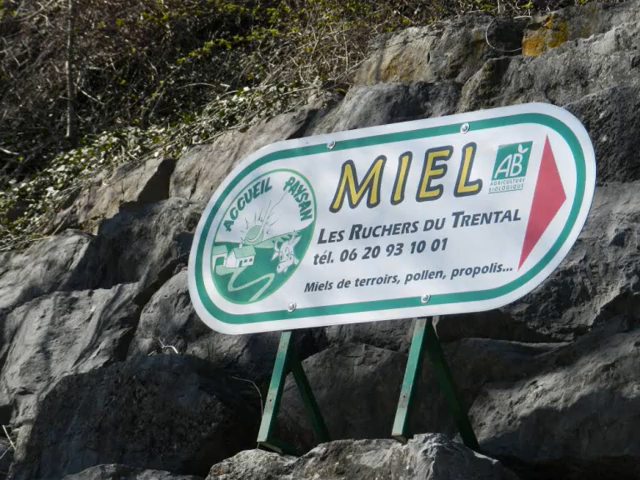 ACCUEIL PAYSAN
MIEL
AB
AGRICULTURE
BIOLOGIQUE
LES RUCHERS DU TRENTAL
tél. 06 20 93 10 01
Miels de terroirs, pollen, propolis...